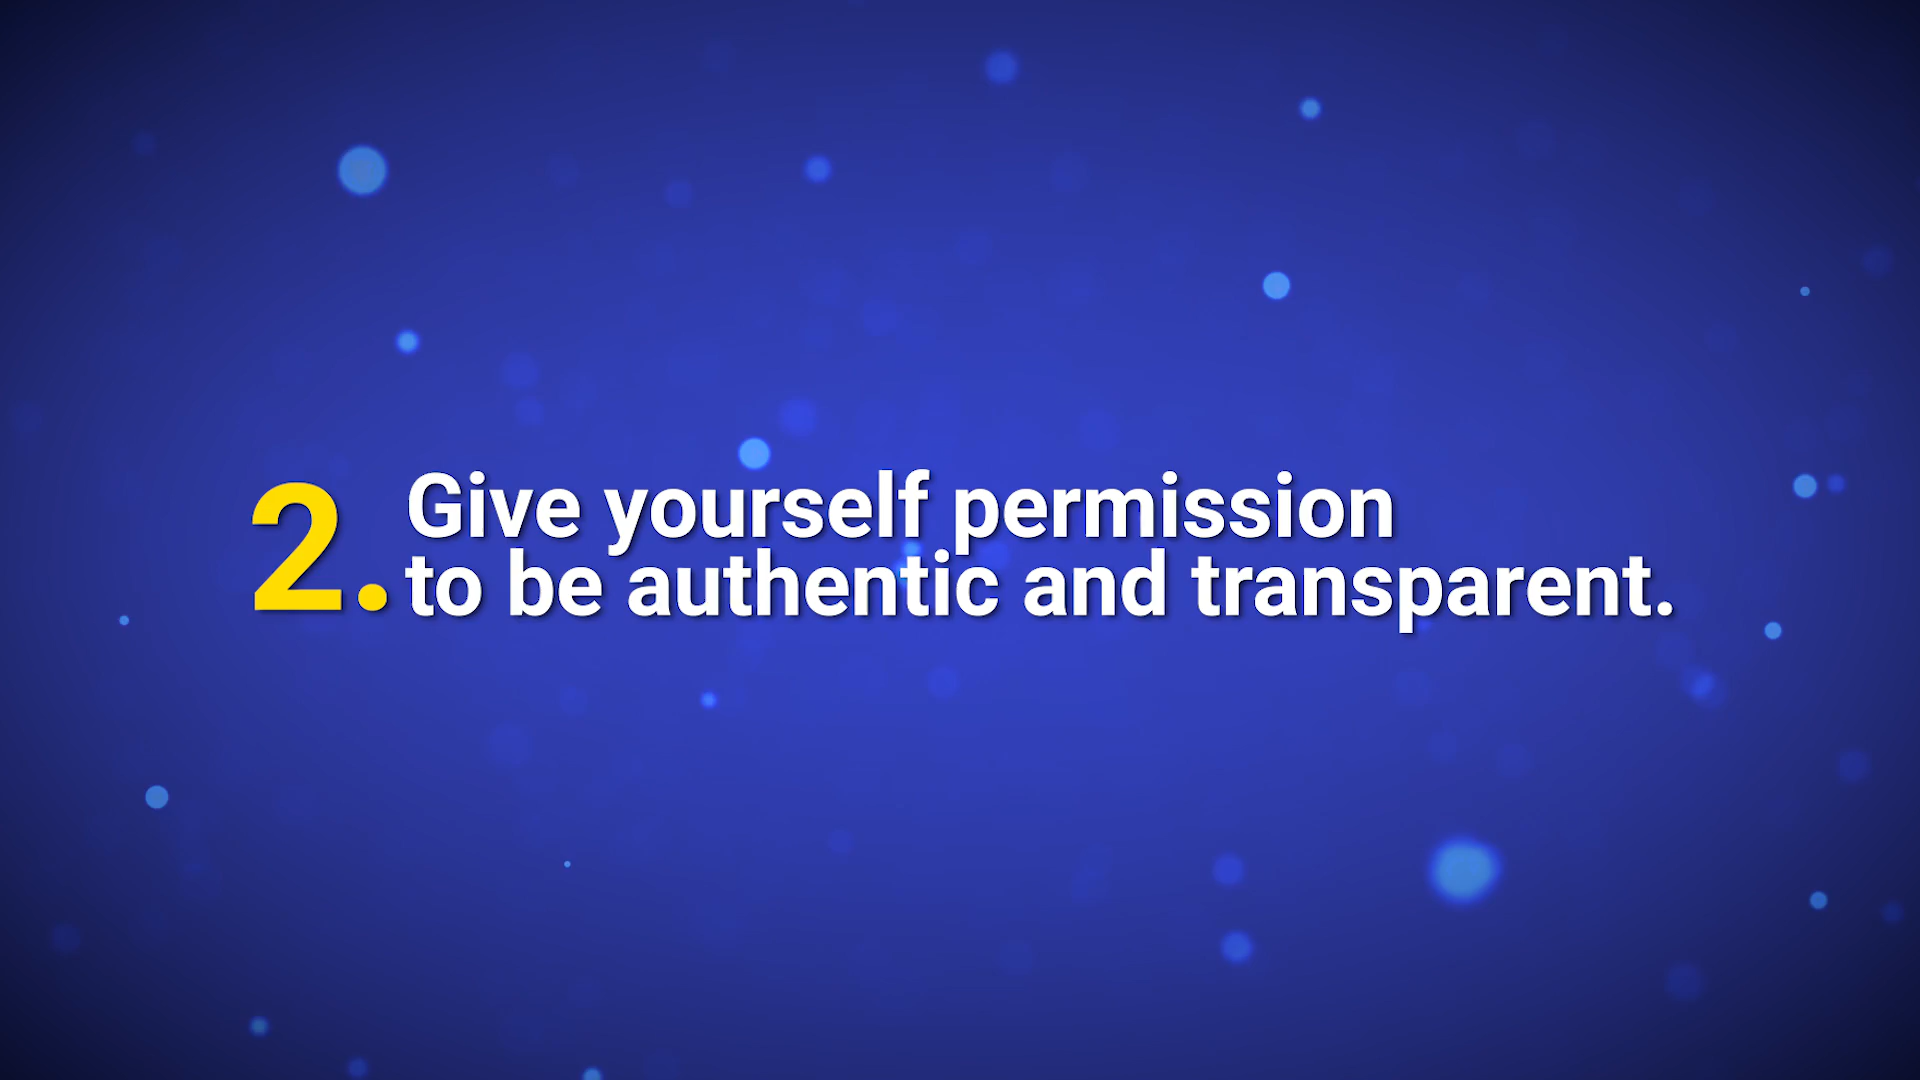 2. Give yourself permission
to be authentic and transparent.